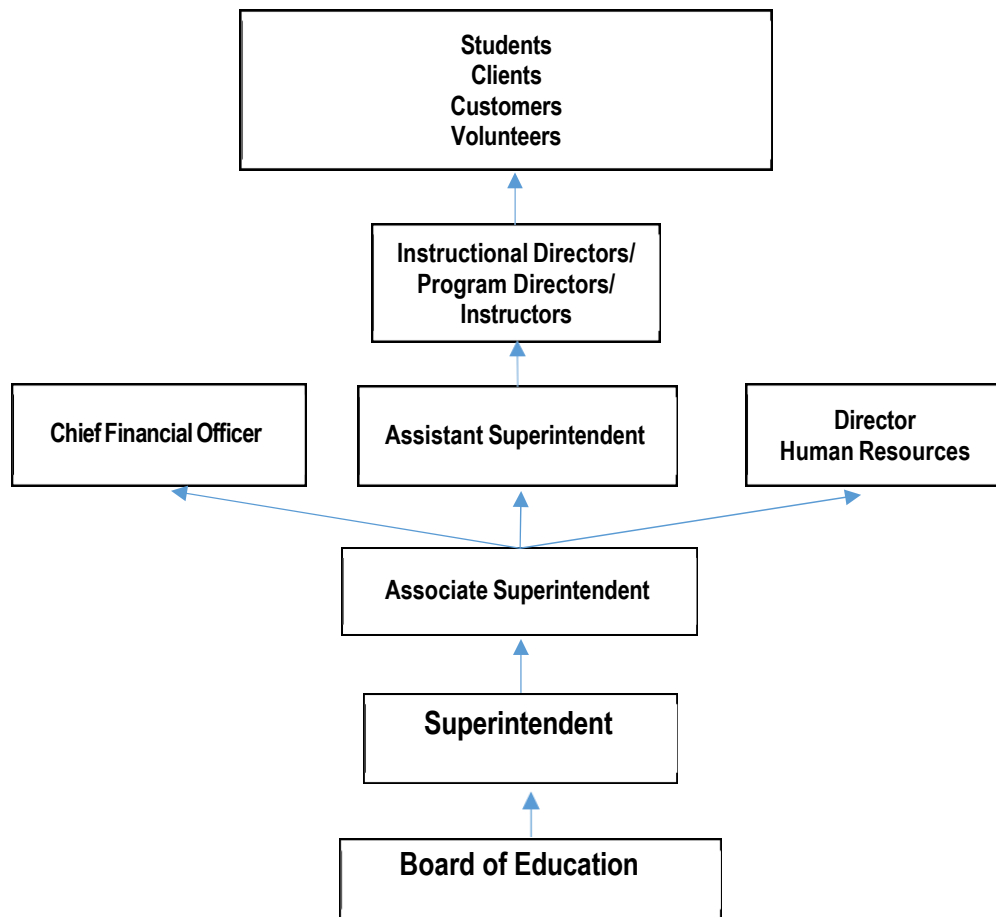 Students
Clients
Customers
Volunteers
Instructional Directors/
Program Directors/
Instructors
Chief Financial Officer
Assistant Superintendent
Director
Human Resources
Associate Superintendent
Superintendent
Board of Education